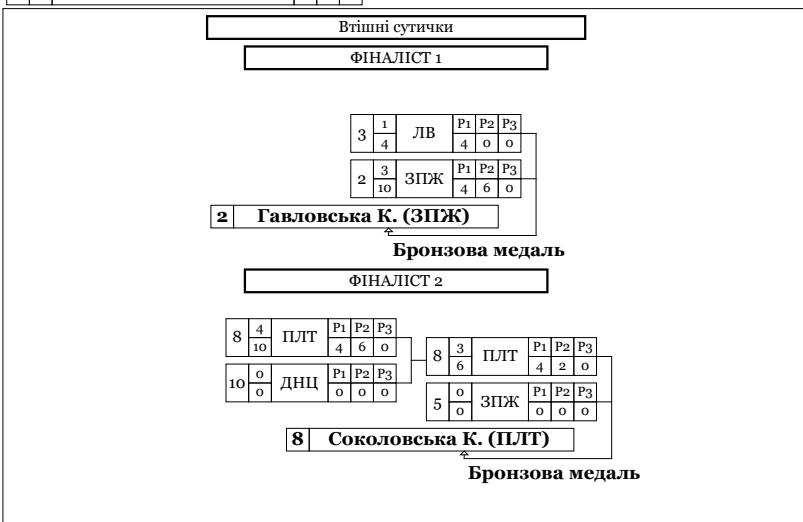 Втішні сутички
ФІНАЛІСТ 1
3 1 ЛВ Р1 Р2 Р3
4 4 0 0
2 3 ЗПЖ Р1 Р2 Р3
10 4 6 0
2 Гавловська К. (ЗПЖ)
Бронзова медаль
ФІНАЛІСТ 2
8 4 ПЛТ Р1 Р2 Р3
10 4 6 0
10 0 ДНЦ Р1 Р2 Р3
0 0 0 0
8 3 ПЛТ Р1 Р2 Р3
6 4 2 0
5 0 ЗПЖ Р1 Р2 Р3
0 0 0 0
8 Соколовська К. (ПЛТ)
Бронзова медаль